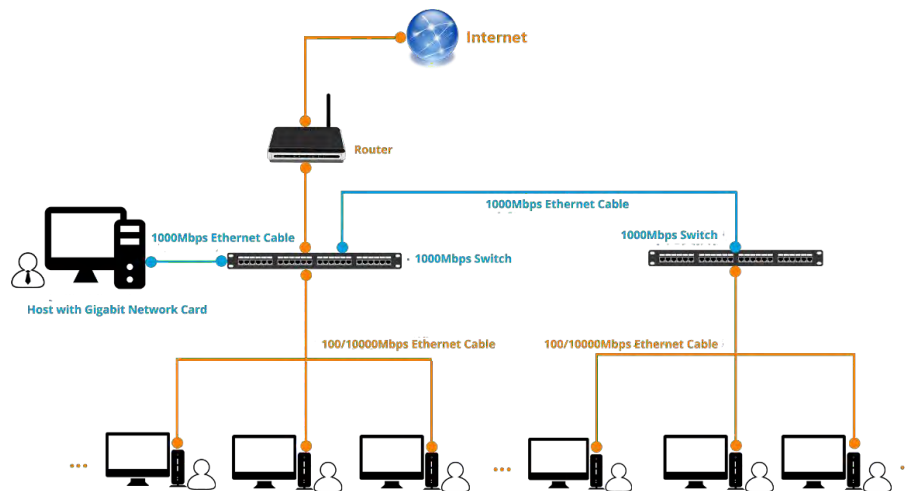 Internet
Router
1000Mbps Ethernet Cable
1000Mbps Ethernet Cable
1000Mbps Switch
1000Mbps Switch
Host with Gigabit Network Card
100/10000Mbps Ethernet Cable
100/10000Mbps Ethernet Cable